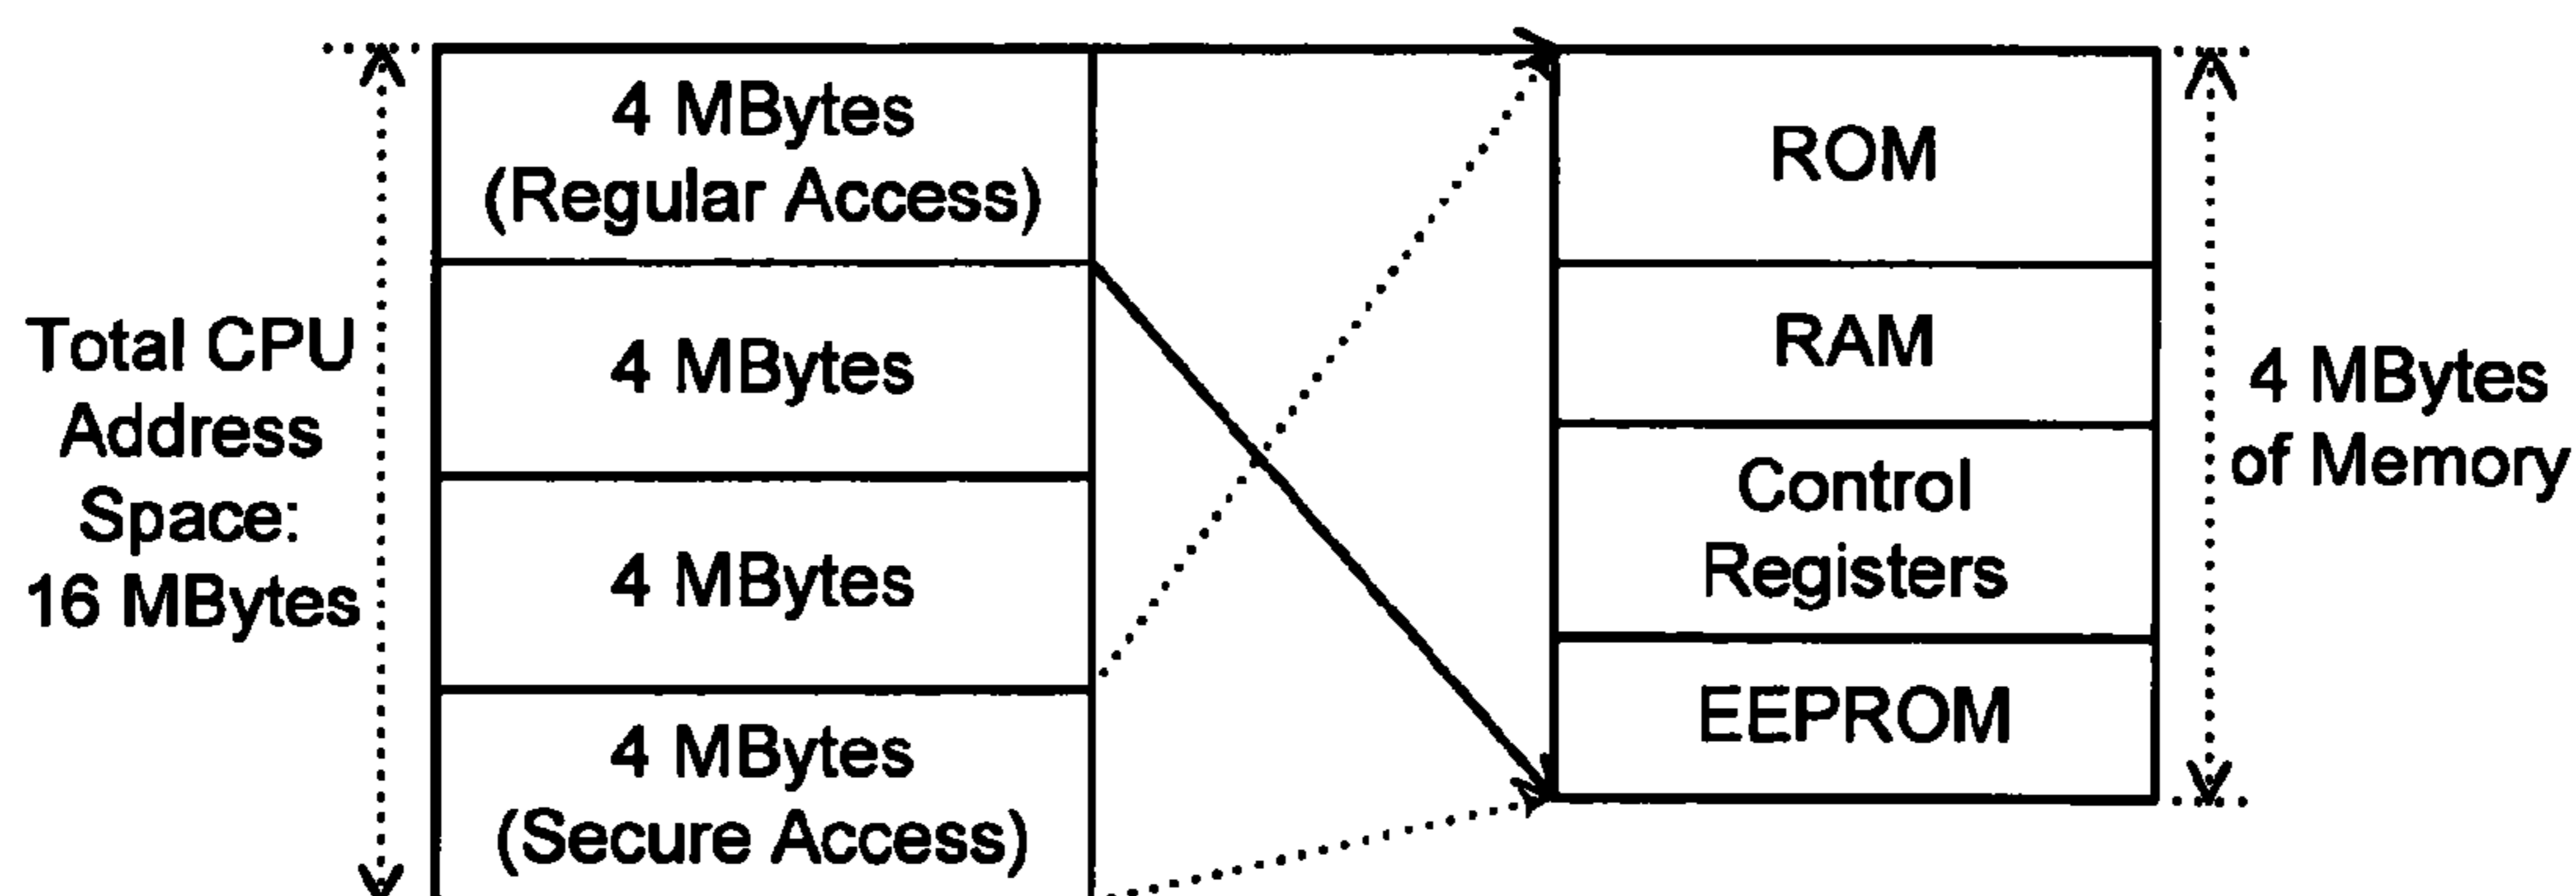 Total CPU
Address
Space:
16 MBytes
4 MBytes
(Regular Access)
4 MBytes
4 MBytes
4 MBytes
(Secure Access)
ROM
RAM
Control
Registers
EEPROM
4 MBytes
of Memory